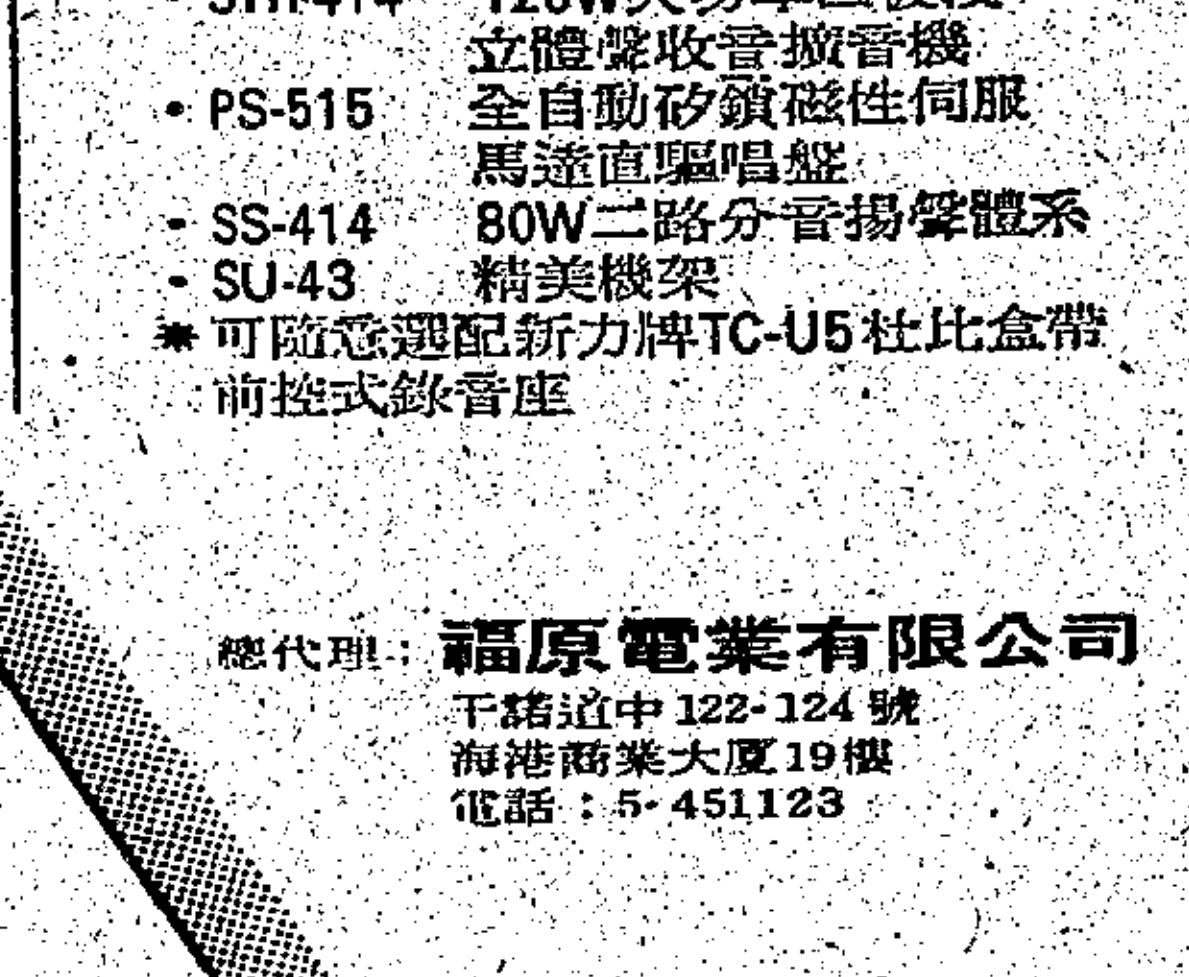 立體聲收音擴音機
• PS-515 全自動矽鎖磁性伺服
馬達直驅唱盤
• SS-414 80W二路分音揚聲體系
• SU-43 精美機架
* 可隨意選配新力牌TC-U5杜比盒帶
前控式錄音座
總代理：福原電業有限公司
干諾道中122-124號
海港商業大廈19樓
電話：5-451123